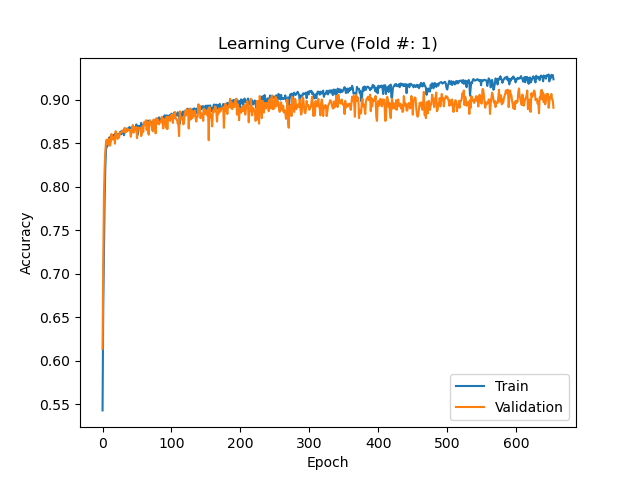 Learning Curve (Fold #: 1)
Accuracy
0.90
0.85
0.80
0.75
0.70
0.65
0.60
0.55
0 100 200 300 400 500 600
Epoch
Train
Validation